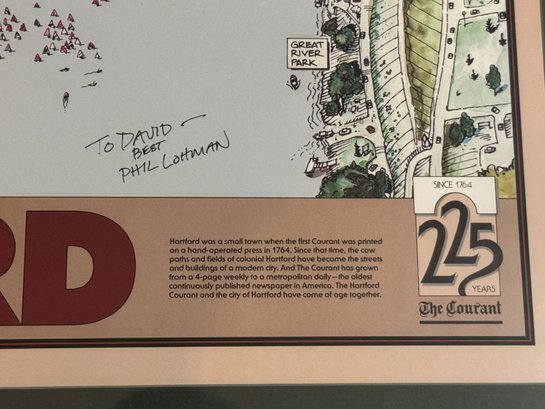 GREAT
RIVER
PARK
TO DAVID —
BEST
PHIL LOHMAN
RD
Hartford was a small town when the first Courant was printed
on a hand-operated press in 1764. Since that time, the cow
paths and fields of colonial Hartford have become the streets
and buildings of a modern city. And The Courant has grown
from a 4-page weekly to a metropolitan daily—the oldest
continuously published newspaper in America. The Hartford
Courant and the city of Hartford have come of age together.
SINCE 1764
225
YEARS
The Courant